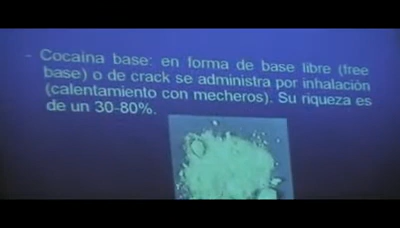 - Cocaína base: en forma de base libre (free
base) o de crack se administra por inhalación
(calentamiento con mecheros). Su riqueza es
de un 30-80%.